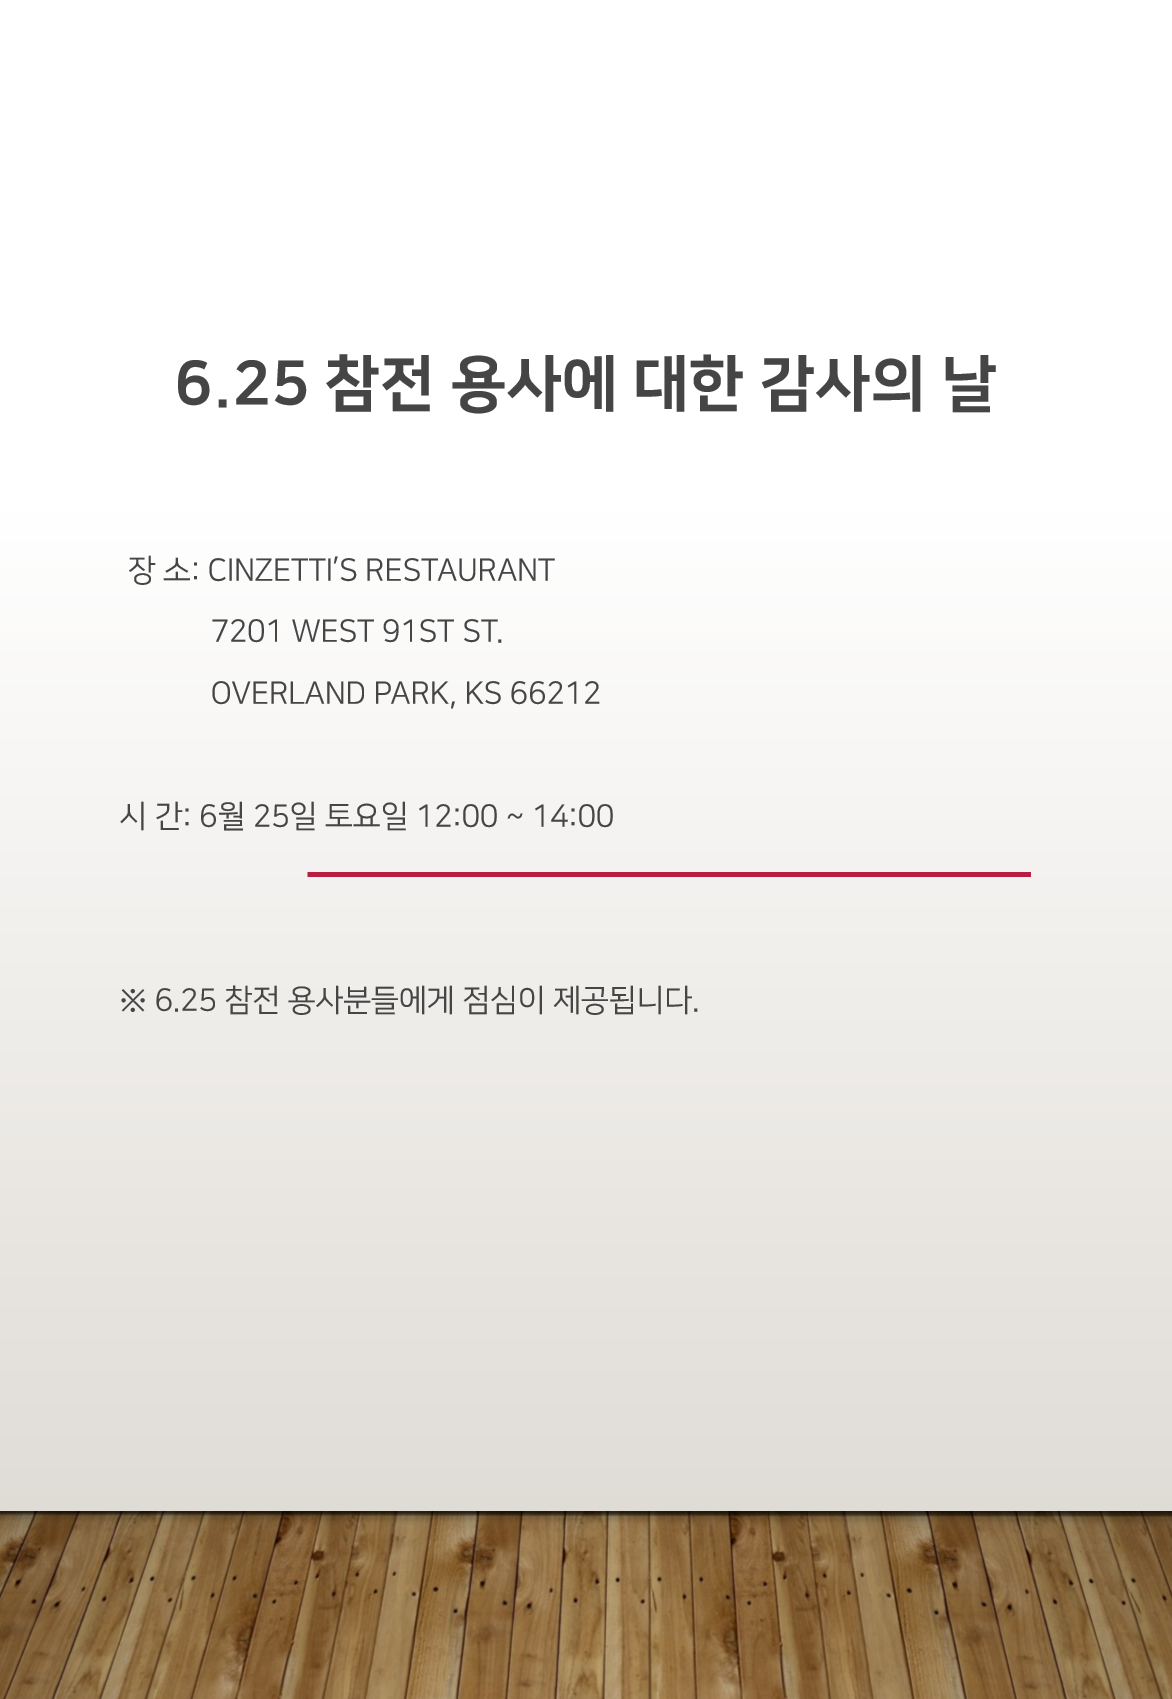 6.25 참전 용사에 대한 감사의 날
장 소: CINZETTI’S RESTAURANT
7201 WEST 91ST ST.
OVERLAND PARK, KS 66212
시 간: 6월 25일 토요일 12:00 ~ 14:00
※ 6.25 참전 용사분들에게 점심이 제공됩니다.